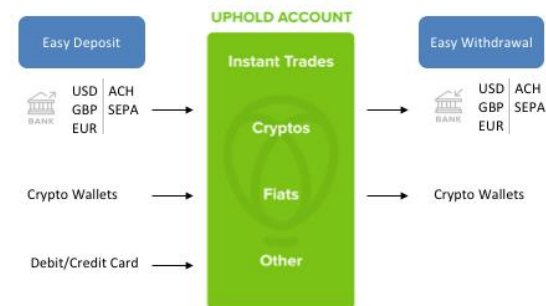 UPHOLD ACCOUNT
Easy Deposit
Easy Withdrawal
Instant Trades
USD ACH
GBP SEPA
EUR
BANK
USD ACH
GBP SEPA
EUR
BANK
Cryptos
Crypto Wallets
Fiats
Crypto Wallets
Debit/Credit Card
Other